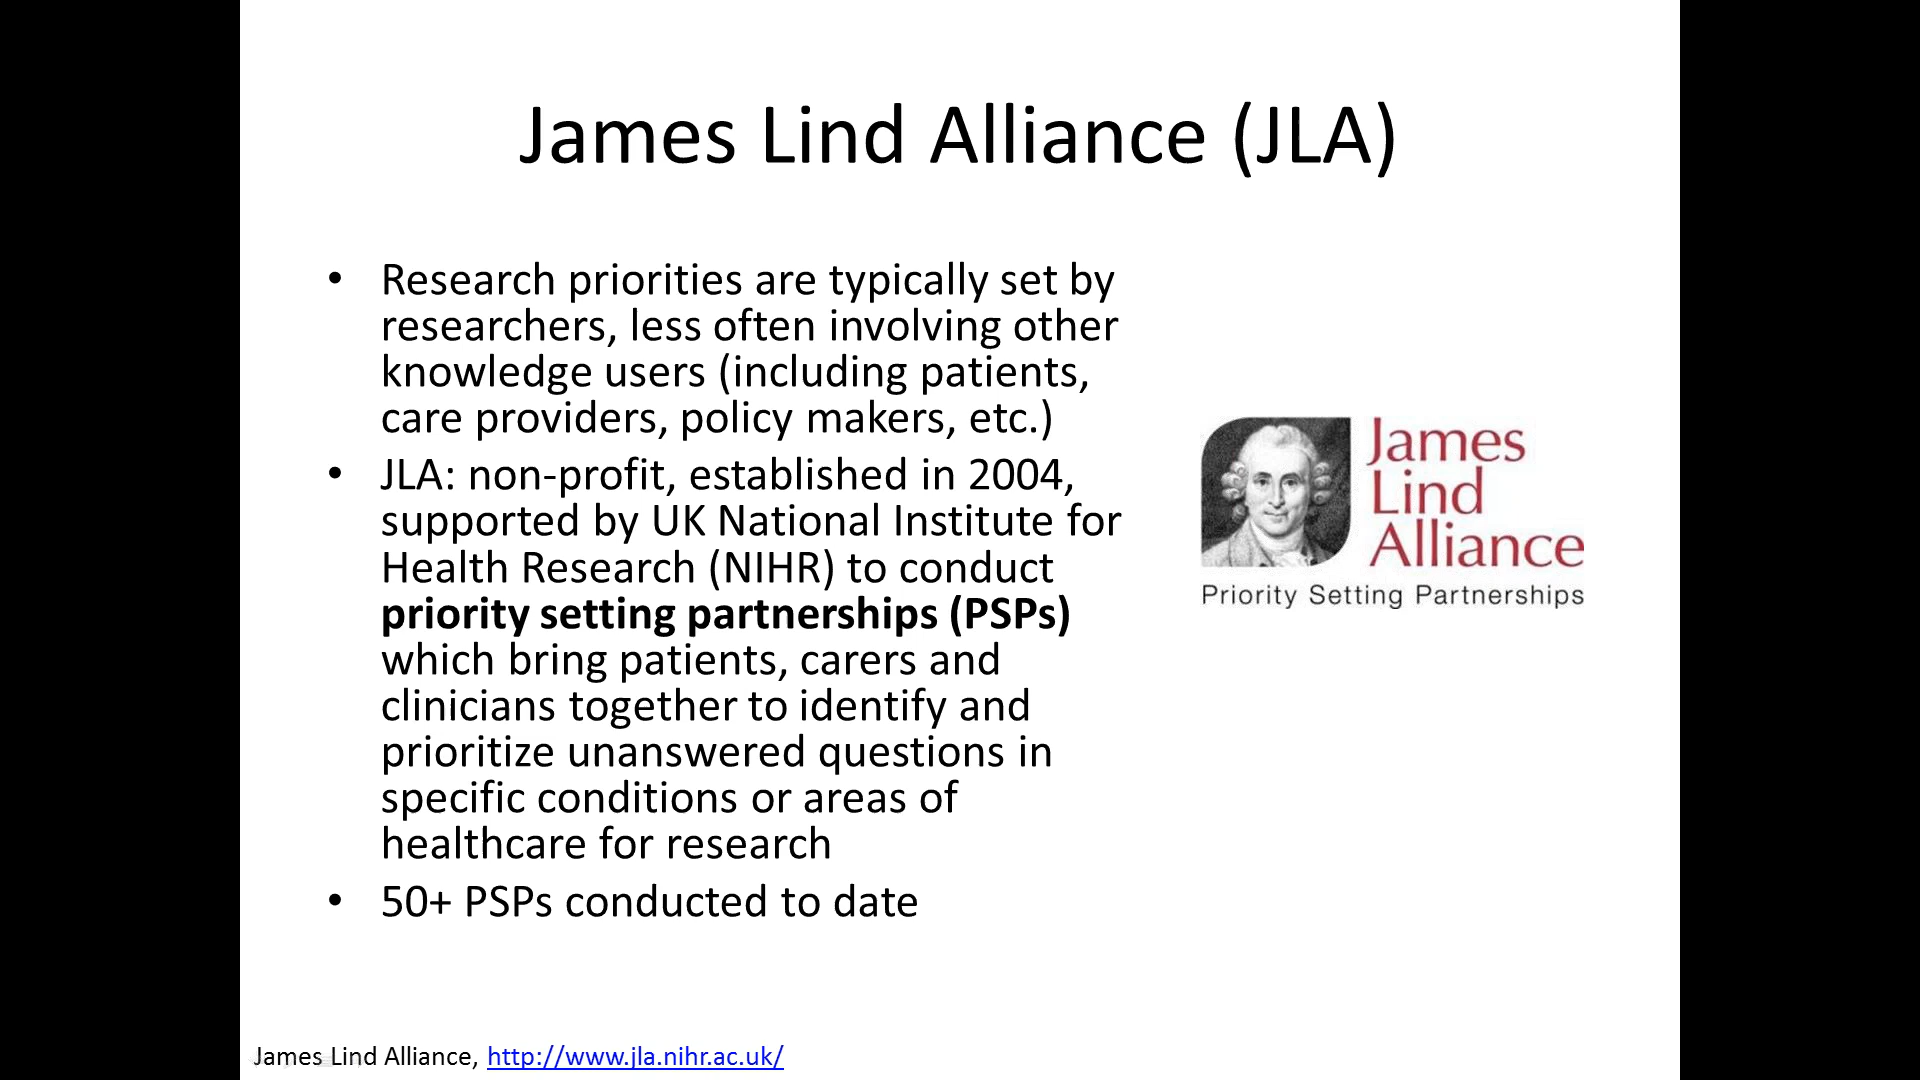 James Lind Alliance (JLA)
• Research priorities are typically set by
researchers, less often involving other
knowledge users (including patients,
care providers, policy makers, etc.)
• JLA: non-profit, established in 2004,
supported by UK National Institute for
Health Research (NIHR) to conduct
priority setting partnerships (PSPs)
which bring patients, carers and
clinicians together to identify and
prioritize unanswered questions in
specific conditions or areas of
healthcare for research
• 50+ PSPs conducted to date
James
Lind
Alliance
Priority Setting Partnerships
James Lind Alliance, http://www.jla.nihr.ac.uk/